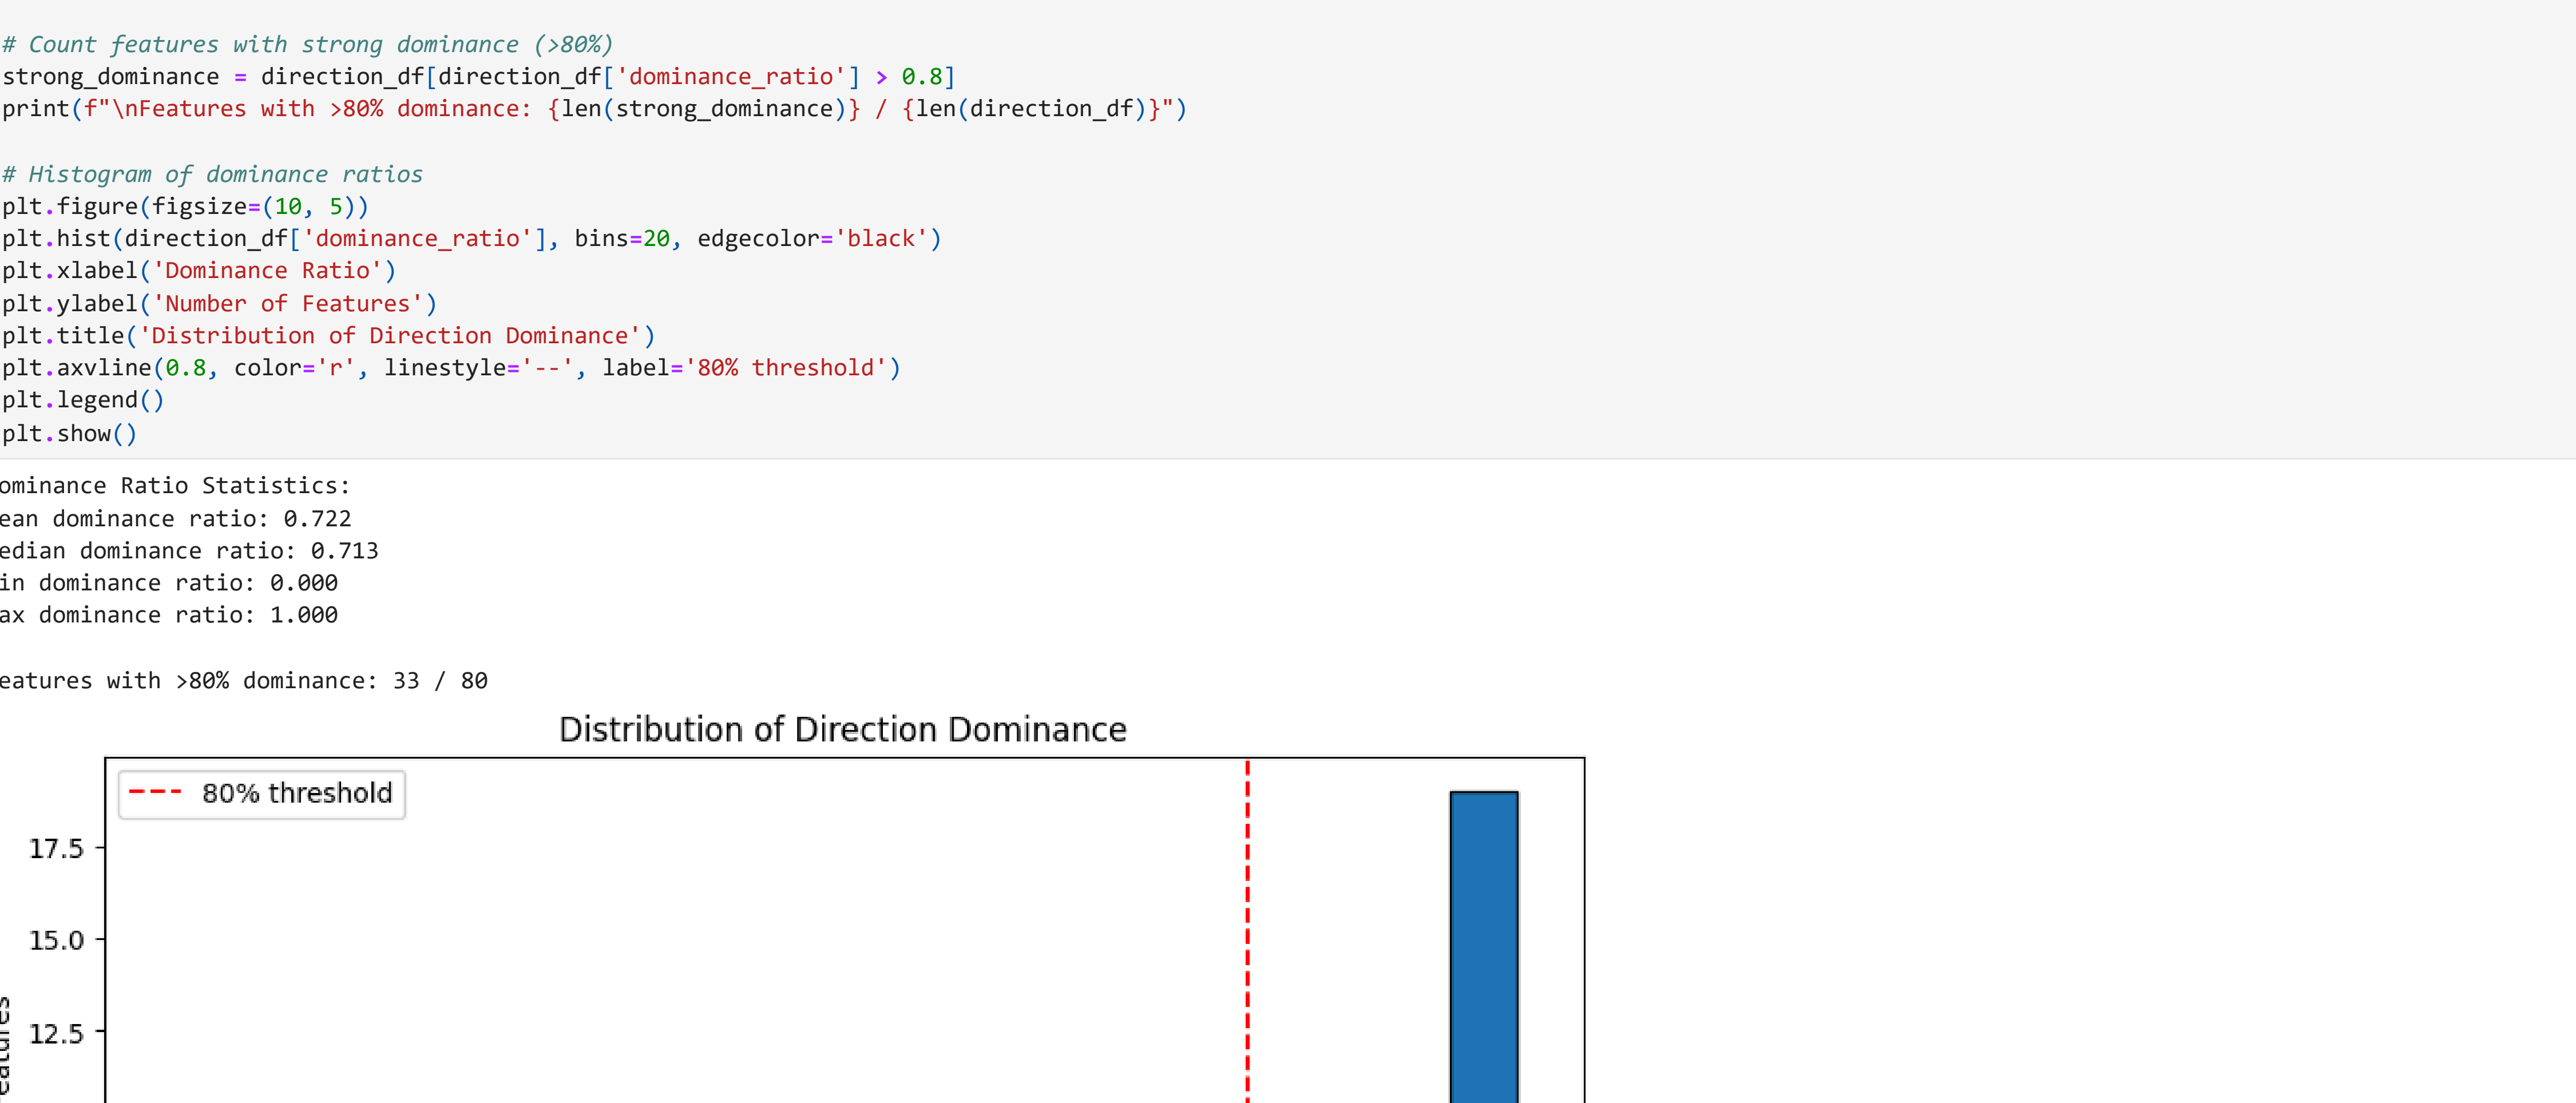 # Count features with strong dominance (>80%)
strong_dominance = direction_df[direction_df['dominance_ratio'] > 0.8]
print(f"\nFeatures with >80% dominance: {len(strong_dominance)} / {len(direction_df)}")
# Histogram of dominance ratios
plt.figure(figsize=(10, 5))
plt.hist(direction_df['dominance_ratio'], bins=20, edgecolor='black')
plt.xlabel('Dominance Ratio')
plt.ylabel('Number of Features')
plt.title('Distribution of Direction Dominance')
plt.axvline(0.8, color='r', linestyle='--', label='80% threshold')
plt.legend()
plt.show()
ominance Ratio Statistics:
ean dominance ratio: 0.722
edian dominance ratio: 0.713
in dominance ratio: 0.000
ax dominance ratio: 1.000
eatures with >80% dominance: 33 / 80
Distribution of Direction Dominance
80% threshold
17.5
15.0
12.5
eatures